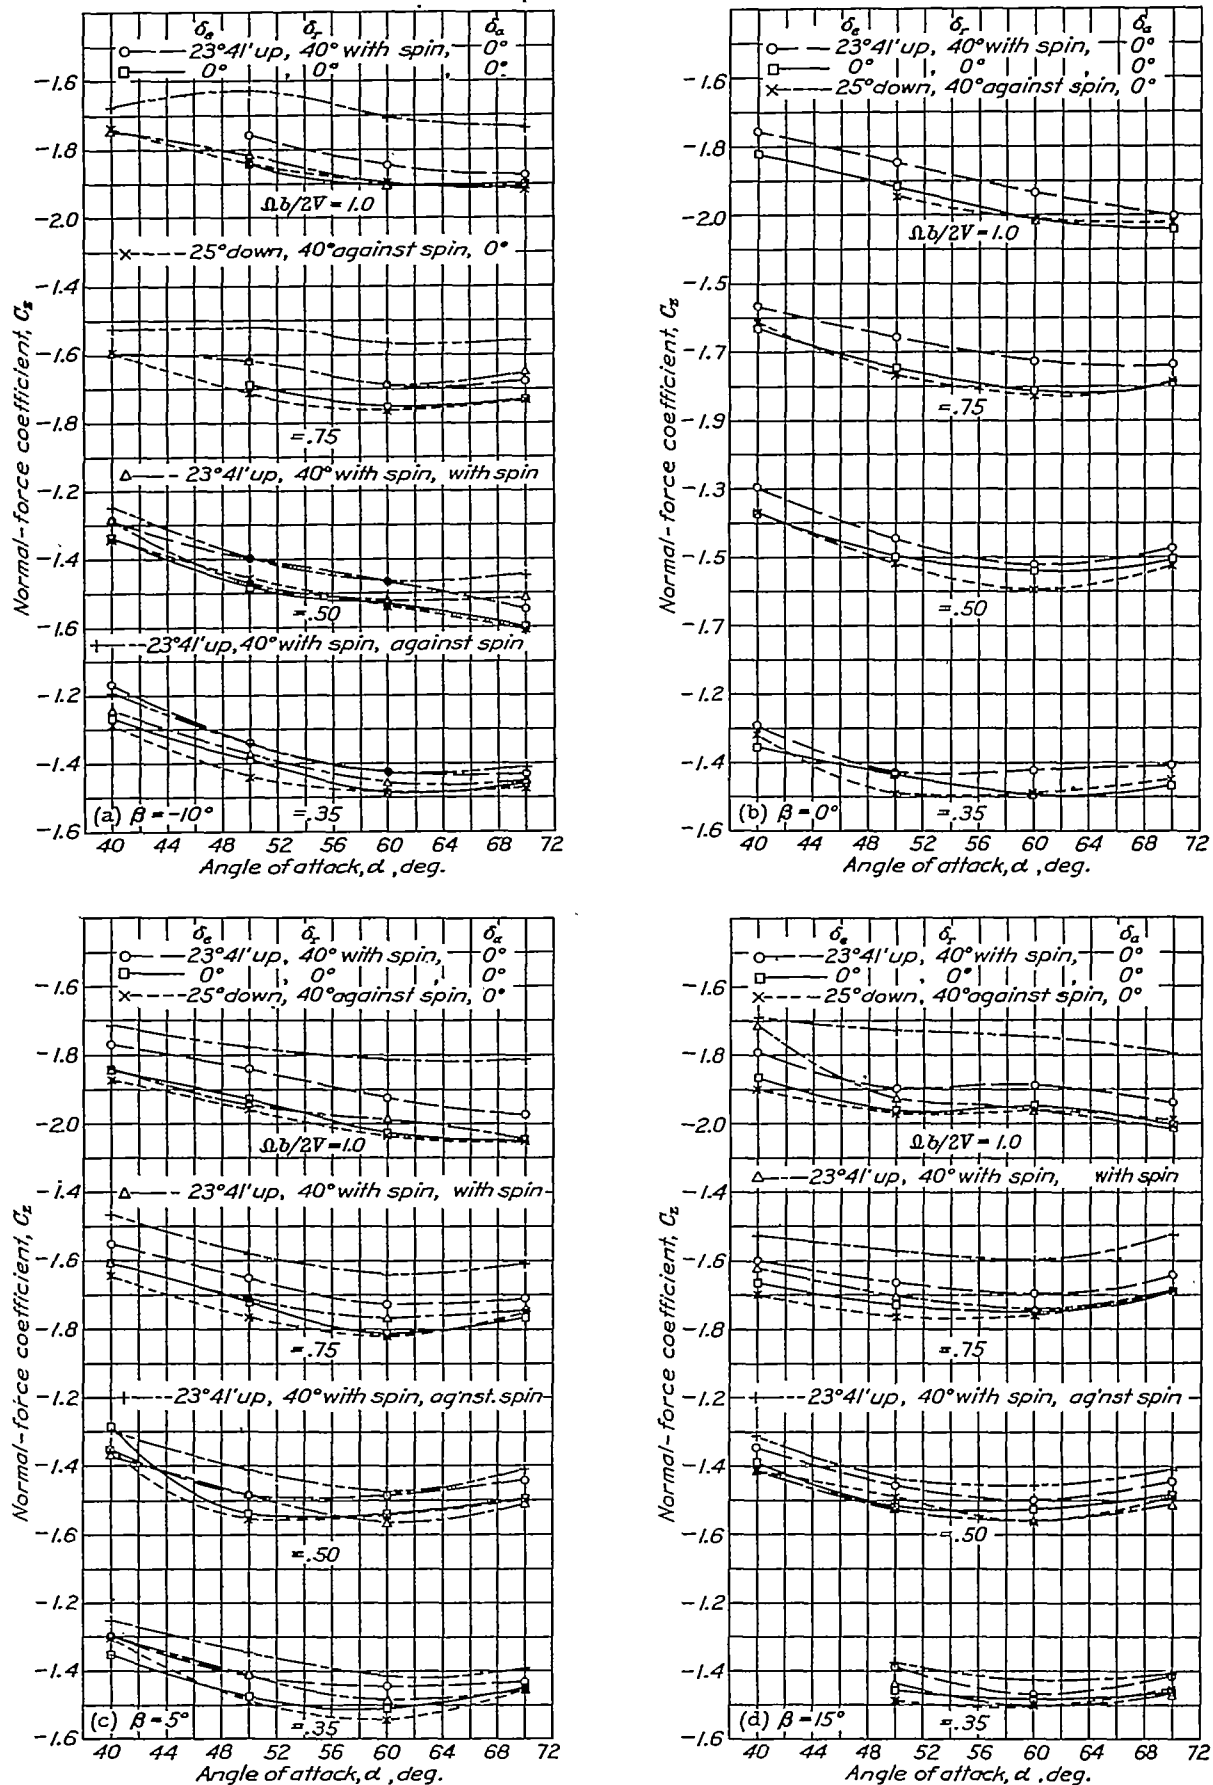 δe δr δa
23°41'up, 40° with spin, 0°
0° , 0° , 0°
-1.6
-1.8
-2.0
Ωb/2V = 1.0
25° down, 40° against spin, 0°
-1.4
-1.6
-1.8
= .75
23°41'up, 40° with spin, with spin
-1.2
-1.4
-1.6
= .50
23°41'up, 40° with spin, against spin
-1.2
-1.4
-1.6
(a) β = -10° = .35
40 44 48 52 56 60 64 68 72
Angle of attack, α, deg.
Normal-force coefficient, Cz
δe δr δa
23°41'up, 40° with spin, 0°
0° , 0° , 0°
25° down, 40° against spin, 0°
-1.6
-1.8
-2.0
Ωb/2V = 1.0
-1.5
-1.7
-1.9
= .75
-1.3
-1.5
-1.7
= .50
-1.2
-1.4
-1.6
(b) β = 0° = .35
40 44 48 52 56 60 64 68 72
Angle of attack, α, deg.
Normal-force coefficient, Cz
δe δr δa
23°41'up, 40° with spin, 0°
0° , 0° , 0°
25° down, 40° against spin, 0°
-1.6
-1.8
-2.0
Ωb/2V = 1.0
23°41'up, 40° with spin, with spin
-1.4
-1.6
-1.8
= .75
23°41'up, 40° with spin, ag'nst spin
-1.2
-1.4
-1.6
= .50
-1.2
-1.4
-1.6
(c) β = 5° = .35
40 44 48 52 56 60 64 68 72
Angle of attack, α, deg.
Normal-force coefficient, Cz
δe δr δa
23°41'up, 40° with spin, 0°
0° , 0° , 0°
25° down, 40° against spin, 0°
-1.6
-1.8
-2.0
Ωb/2V = 1.0
23°41'up, 40° with spin, with spin
-1.4
-1.6
-1.8
= .75
23°41'up, 40° with spin, ag'nst spin
-1.2
-1.4
-1.6
= .50
-1.2
-1.4
-1.6
(d) β = 15° = .35
40 44 48 52 56 60 64 68 72
Angle of attack, α, deg.
Normal-force coefficient, Cz